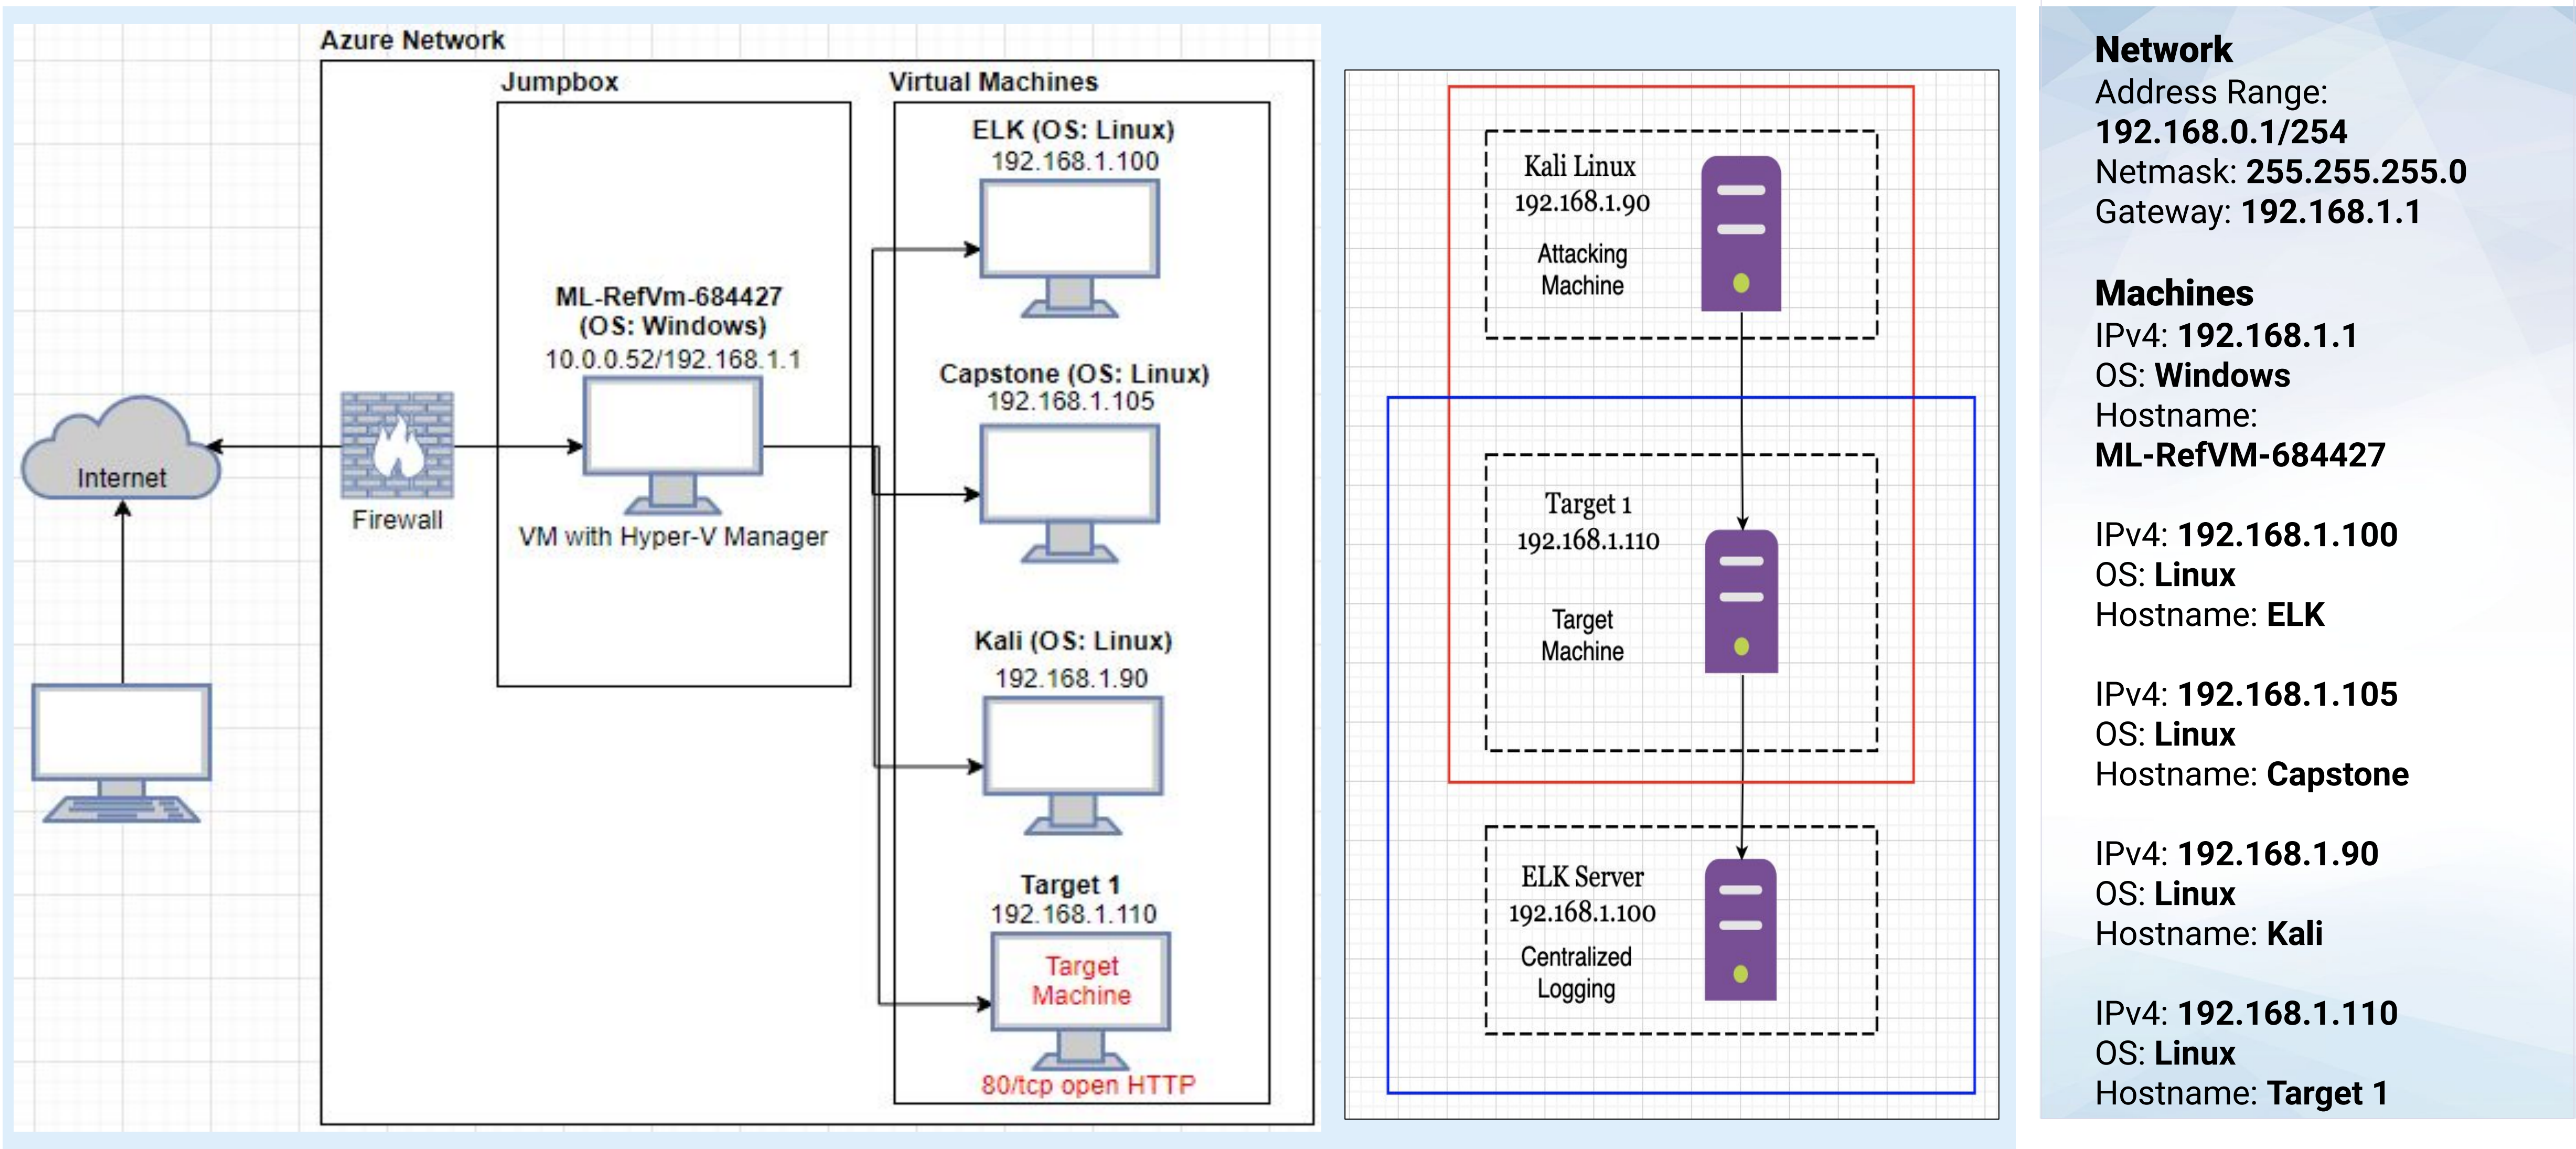 Azure Network
Jumpbox
Virtual Machines
ELK (OS: Linux)
192.168.1.100
ML-RefVm-684427
(OS: Windows)
10.0.0.52/192.168.1.1
VM with Hyper-V Manager
Capstone (OS: Linux)
192.168.1.105
Internet
Firewall
Kali (OS: Linux)
192.168.1.90
Target 1
192.168.1.110
Target
Machine
80/tcp open HTTP
Kali Linux
192.168.1.90
Attacking
Machine
Target 1
192.168.1.110
Target
Machine
ELK Server
192.168.1.100
Centralized
Logging
Network
Address Range:
192.168.0.1/254
Netmask: 255.255.255.0
Gateway: 192.168.1.1
Machines
IPv4: 192.168.1.1
OS: Windows
Hostname:
ML-RefVM-684427
IPv4: 192.168.1.100
OS: Linux
Hostname: ELK
IPv4: 192.168.1.105
OS: Linux
Hostname: Capstone
IPv4: 192.168.1.90
OS: Linux
Hostname: Kali
IPv4: 192.168.1.110
OS: Linux
Hostname: Target 1